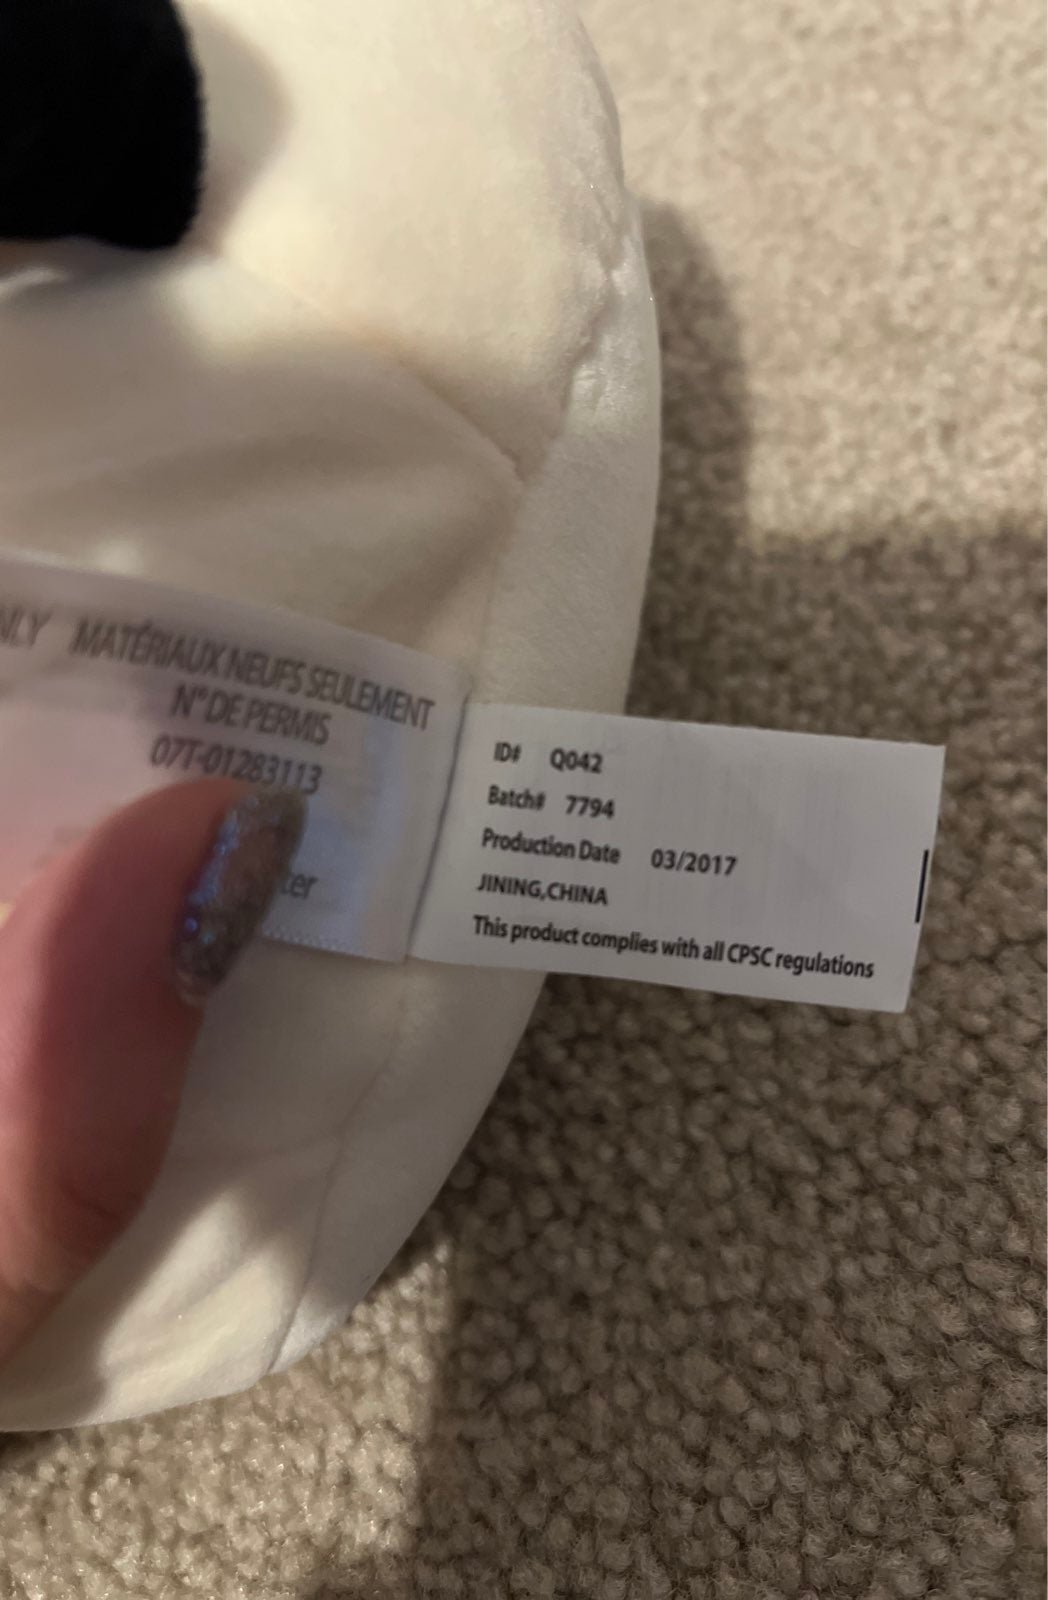 MATÉRIAUX NEUFS SEULEMENT
N° DE PERMIS
07T-01283113
ID# Q042
Batch# 7794
Production Date 03/2017
JINING,CHINA
This product complies with all CPSC regulations